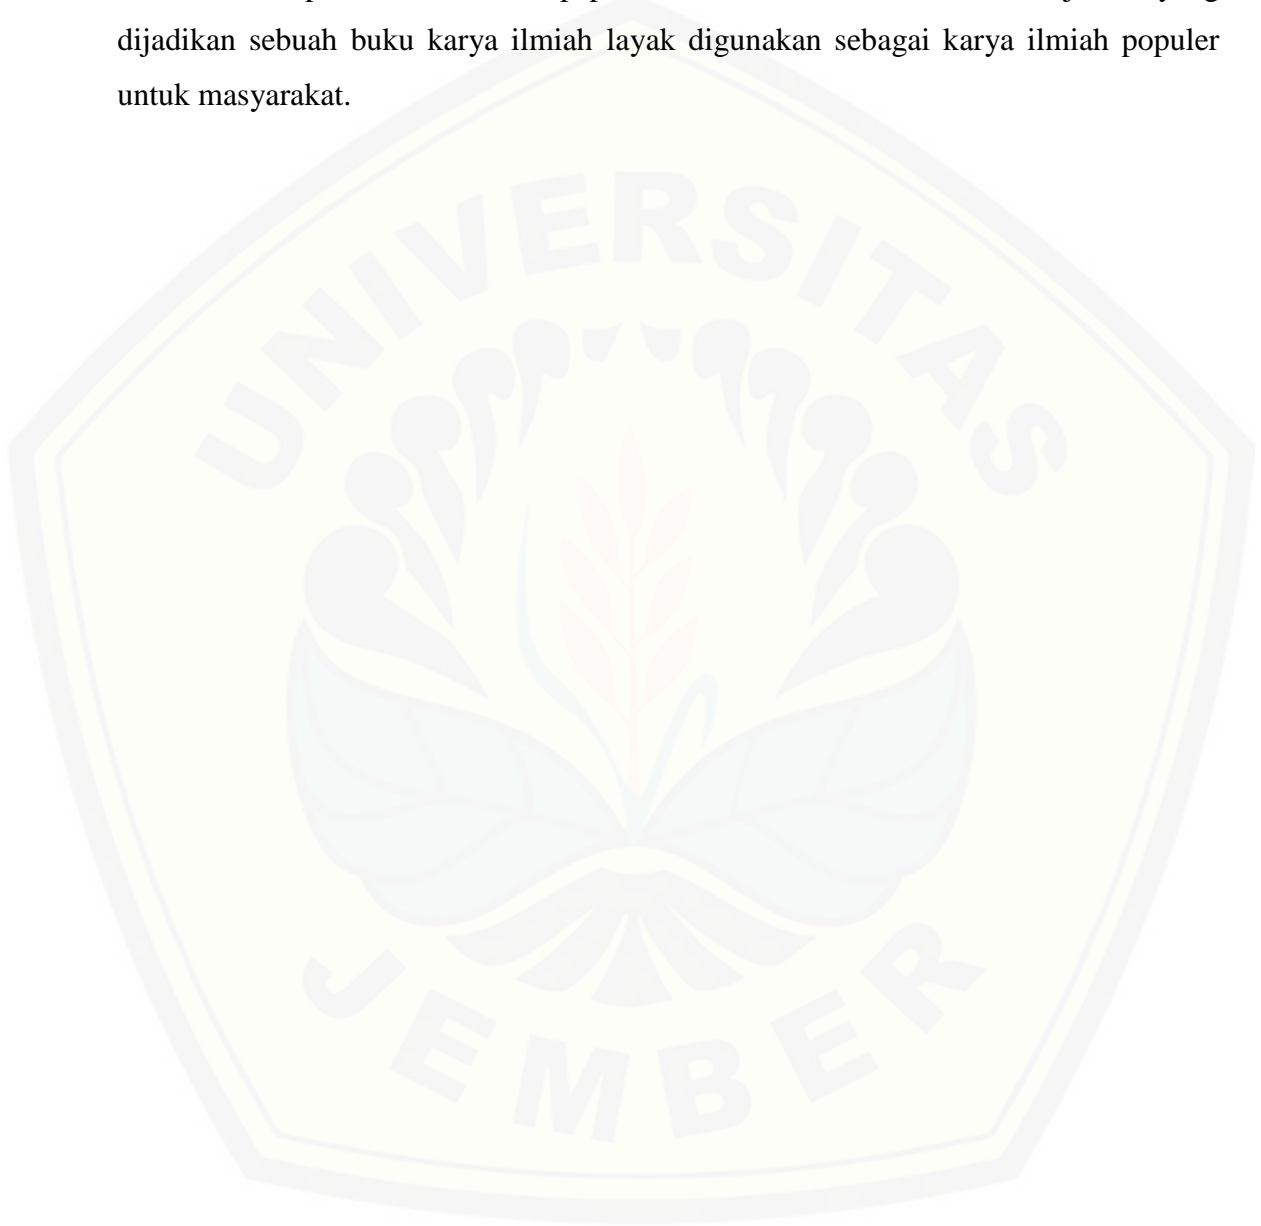 dijadikan sebuah buku karya ilmiah layak digunakan sebagai karya ilmiah populer
untuk masyarakat.
UNIVERSITAS
JEMBER